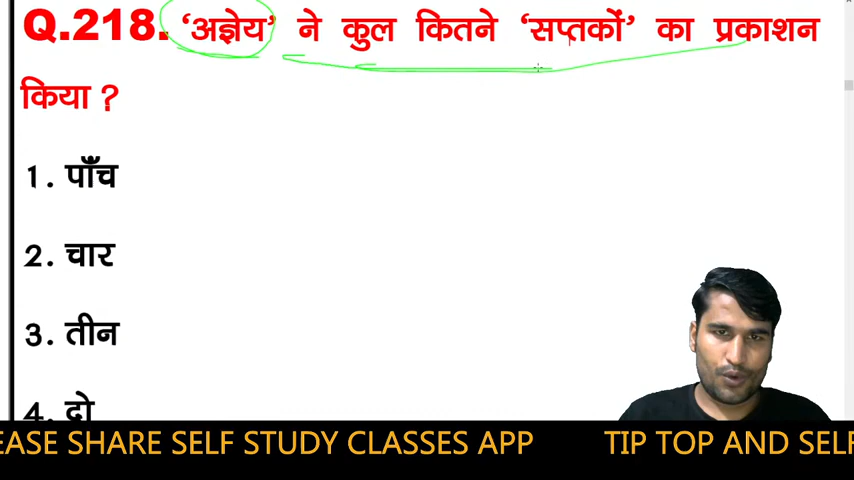 Q.218. ‘अज्ञेय’ ने कुल कितने ‘सप्तकों’ का प्रकाशन
किया ?
1. पाँच
2. चार
3. तीन
4. दो
EASE SHARE SELF STUDY CLASSES APP TIP TOP AND SELF